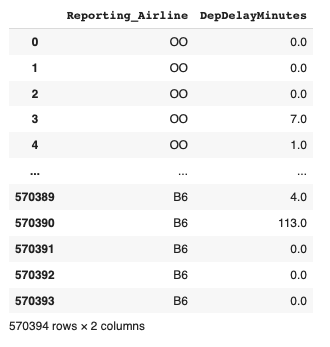 Reporting_Airline DepDelayMinutes
0 OO 0.0
1 OO 0.0
2 OO 0.0
3 OO 7.0
4 OO 1.0
... ... ...
570389 B6 4.0
570390 B6 113.0
570391 B6 0.0
570392 B6 0.0
570393 B6 0.0
570394 rows × 2 columns